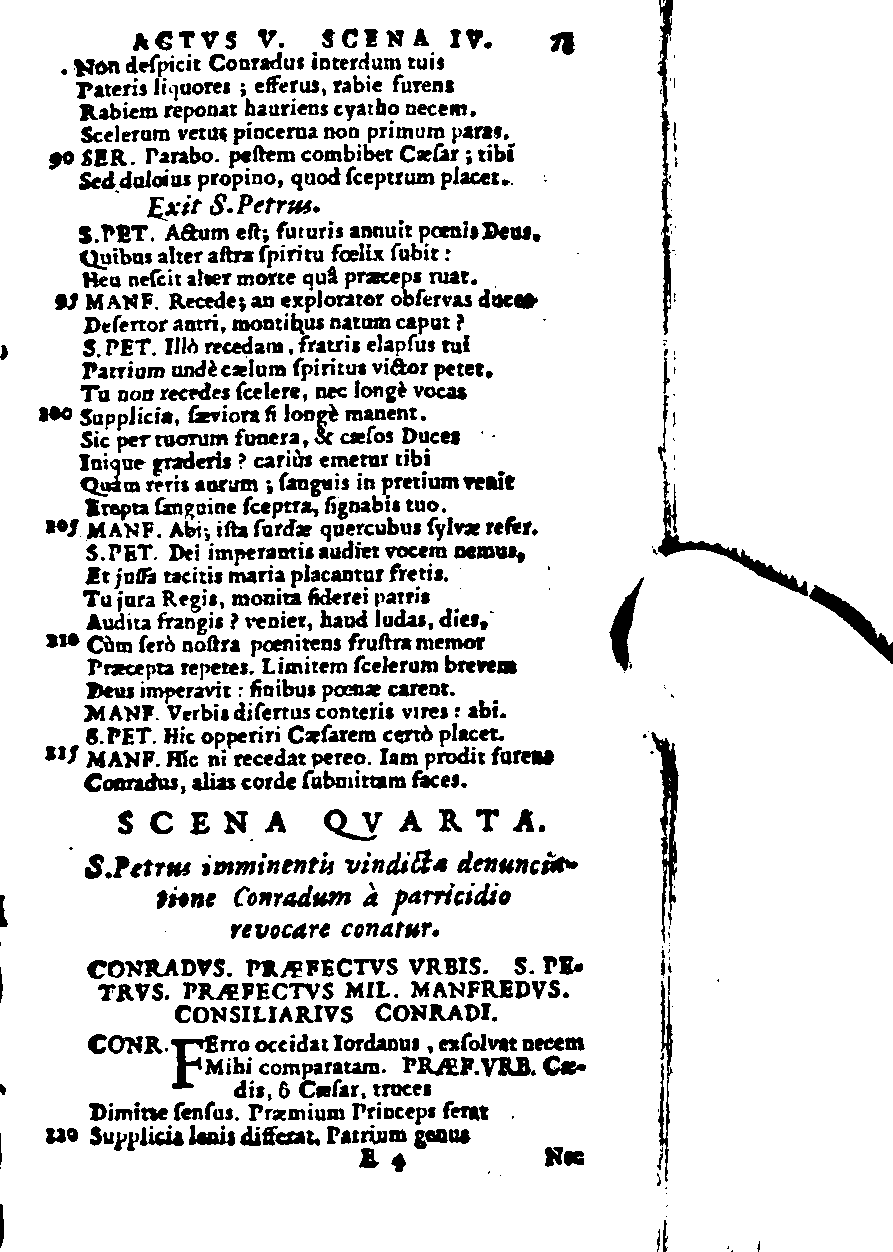 ACTVS V. SCENA IV.
Non deſpicit Conradus interdum tuis
Pateris liquores ; efferus, rabie furens
Rabiem reponat hauriens cyatho necem.
Scelerum vetus pincerna non primum paras.
90 SER. Parabo. peſtem combibet Cæſar ; tibi
Sed dulcius propino, quod ſceptrum placet.
Exit S.Petrus.
S.PET. Actum eſt; futuris annuit pœnis Deus,
Quibus alter aſtra ſpiritu fœlix ſubit :
Heu neſcit alter morte quâ præceps ruat.
95 MANF. Recede; an explorator obſervas duces
Deſertor antri, montibus natum caput ?
S.PET. Illò recedam, fratris elapſus tui
Patrium undè cælum ſpiritus victor petet.
Tu non recedes ſcelere, nec longè vocas
200 Supplicia, ſæviora ſi longè manent.
Sic per tuorum funera, & cæſos Duces
Inique graderis ? cariùs emetur tibi
Quàm reris aurum ; ſanguis in pretium venit
Erepta ſanguine ſceptra, ſignabis tuo.
205 MANF. Abi; iſta ſurdæ quercubus ſylvæ refer.
S.PET. Dei imperantis audiet vocem nemus,
Et juſſa tacitis maria placantur fretis.
Tu jura Regis, monita ſiderei patris
Audita frangis ? veniet, haud ludas, dies,
210 Cùm ſerò noſtra pœnitens fruſtra memor
Præcepta repetes. Limitem ſcelerum brevem
Deus imperavit : finibus pœnæ carent.
MANF. Verbis diſertus conteris vires : abi.
S.PET. Hic opperiri Cæſarem certò placet.
215 MANF. Hic ni recedat pereo. Iam prodit furens
Conradus, alias corde ſubmittam faces.
SCENA QVARTA.
S.Petrus imminentis vindictæ denuncia-
tione Conradum à parricidio
revocare conatur.
CONRADVS. PRÆFECTVS VRBIS. S. PE-
TRVS. PRÆFECTVS MIL. MANFREDVS.
CONSILIARIVS CONRADI.
CONR. FErro occidat Iordanus , exſolvat necem
Mihi comparatam. PRÆF.VRB. Cæ-
dis, ô Cæſar, truces
Dimitte ſenſus. Præmium Princeps ferat
220 Supplicia lenis differat. Patrium genus
E 4 Nec